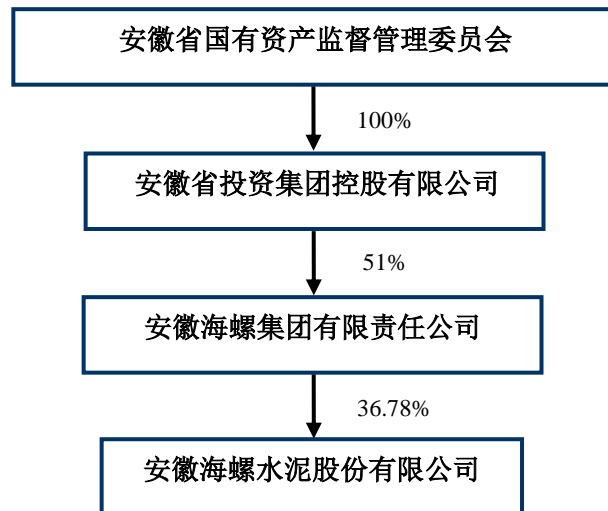 安徽省国有资产监督管理委员会
100%
安徽省投资集团控股有限公司
51%
安徽海螺集团有限责任公司
36.78%
安徽海螺水泥股份有限公司